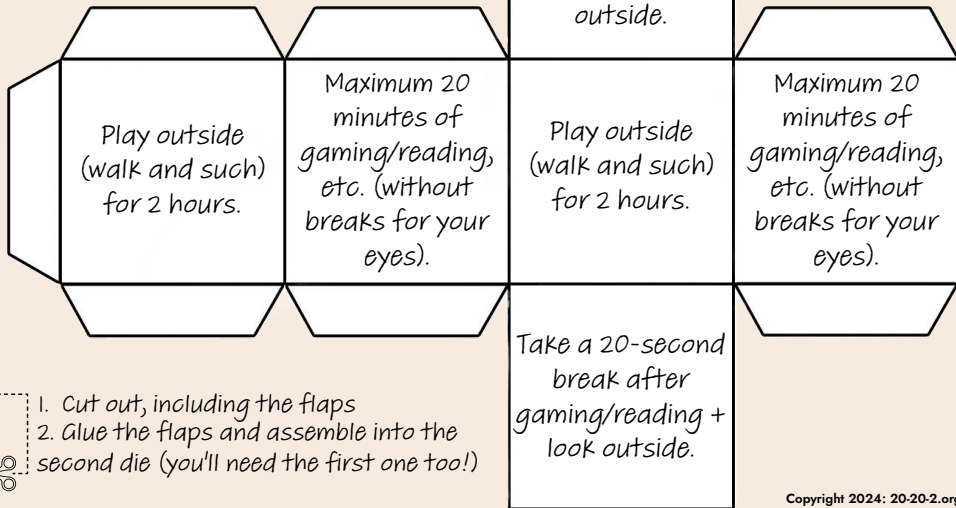 outside.
Play outside
(walk and such)
for 2 hours.
Maximum 20
minutes of
gaming/reading,
etc. (without
breaks for your
eyes).
Play outside
(walk and such)
for 2 hours.
Maximum 20
minutes of
gaming/reading,
etc. (without
breaks for your
eyes).
Take a 20-second
break after
gaming/reading +
look outside.
1. Cut out, including the flaps
2. Glue the flaps and assemble into the
second die (you'll need the first one too!)
Copyright 2024: 20-20-2.org